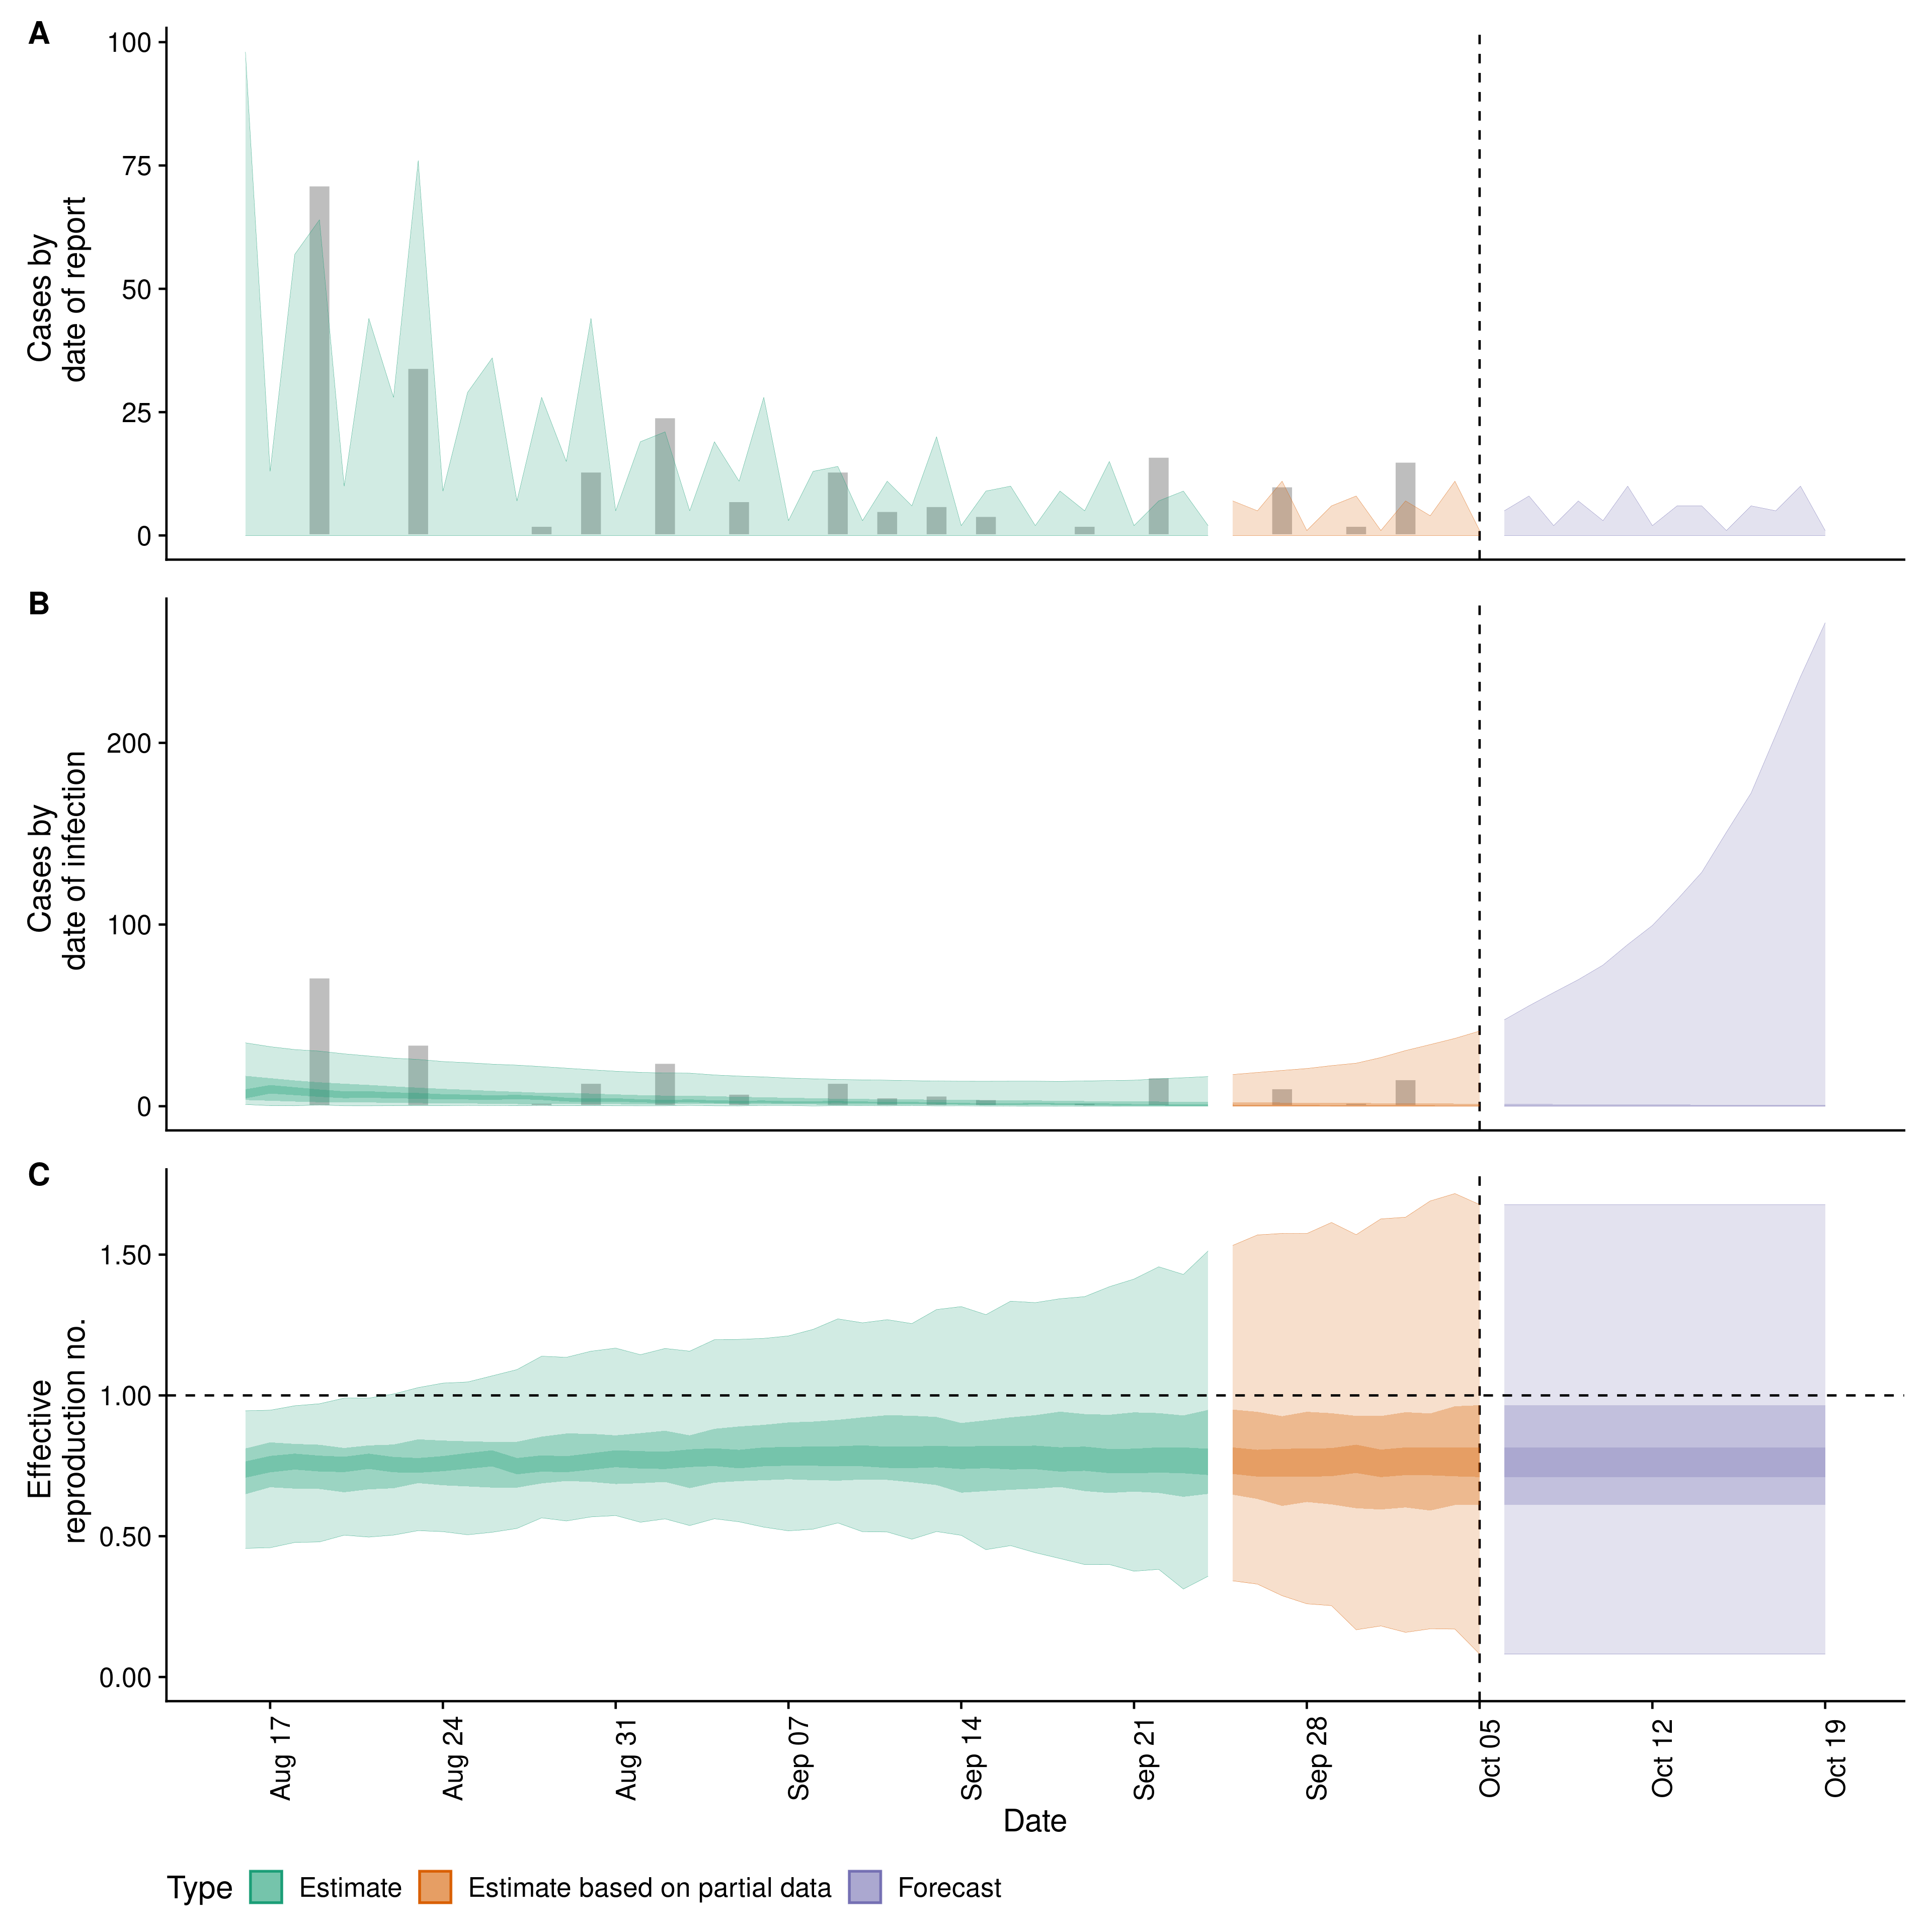 A
Cases by
date of report
100
75
50
25
0
B
Cases by
date of infection
200
100
0
C
Effective
reproduction no.
1.50
1.00
0.50
0.00
Aug 17
Aug 24
Aug 31
Sep 07
Sep 14
Sep 21
Sep 28
Oct 05
Oct 12
Oct 19
Date
Type Estimate Estimate based on partial data Forecast